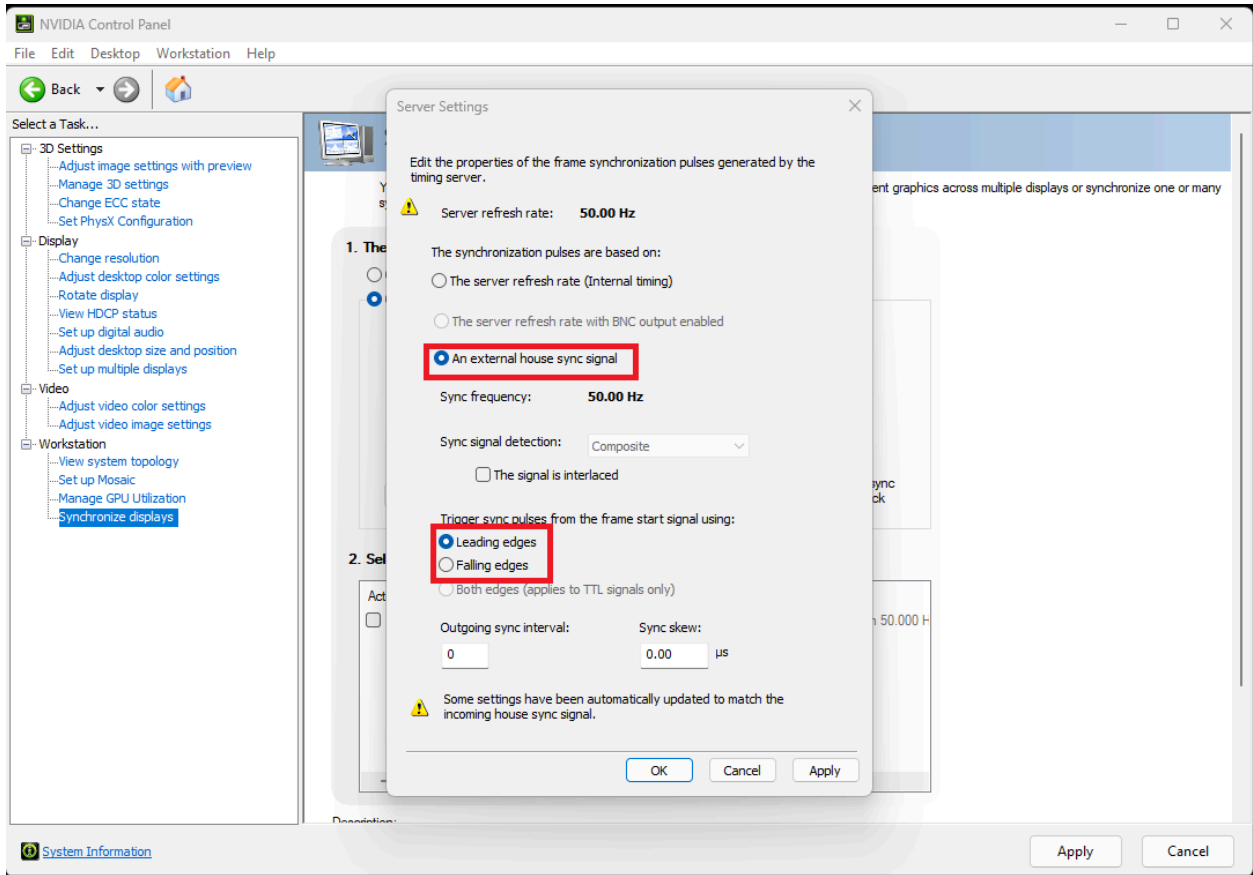 NVIDIA Control Panel
File Edit Desktop Workstation Help
Back
Select a Task...
3D Settings
Adjust image settings with preview
Manage 3D settings
Change ECC state
Set PhysX Configuration
Display
Change resolution
Adjust desktop color settings
Rotate display
View HDCP status
Set up digital audio
Adjust desktop size and position
Set up multiple displays
Video
Adjust video color settings
Adjust video image settings
Workstation
View system topology
Set up Mosaic
Manage GPU Utilization
Synchronize displays
ent graphics across multiple displays or synchronize one or many
1. The
ync
ck
2. Sel
Act
50.000 H
Server Settings
Edit the properties of the frame synchronization pulses generated by the
timing server.
Server refresh rate: 50.00 Hz
The synchronization pulses are based on:
The server refresh rate (Internal timing)
The server refresh rate with BNC output enabled
An external house sync signal
Sync frequency: 50.00 Hz
Sync signal detection: Composite
The signal is interlaced
Trigger sync pulses from the frame start signal using:
Leading edges
Falling edges
Both edges (applies to TTL signals only)
Outgoing sync interval: Sync skew:
0 0.00 µs
Some settings have been automatically updated to match the
incoming house sync signal.
OK Cancel Apply
Description:
System Information
Apply Cancel